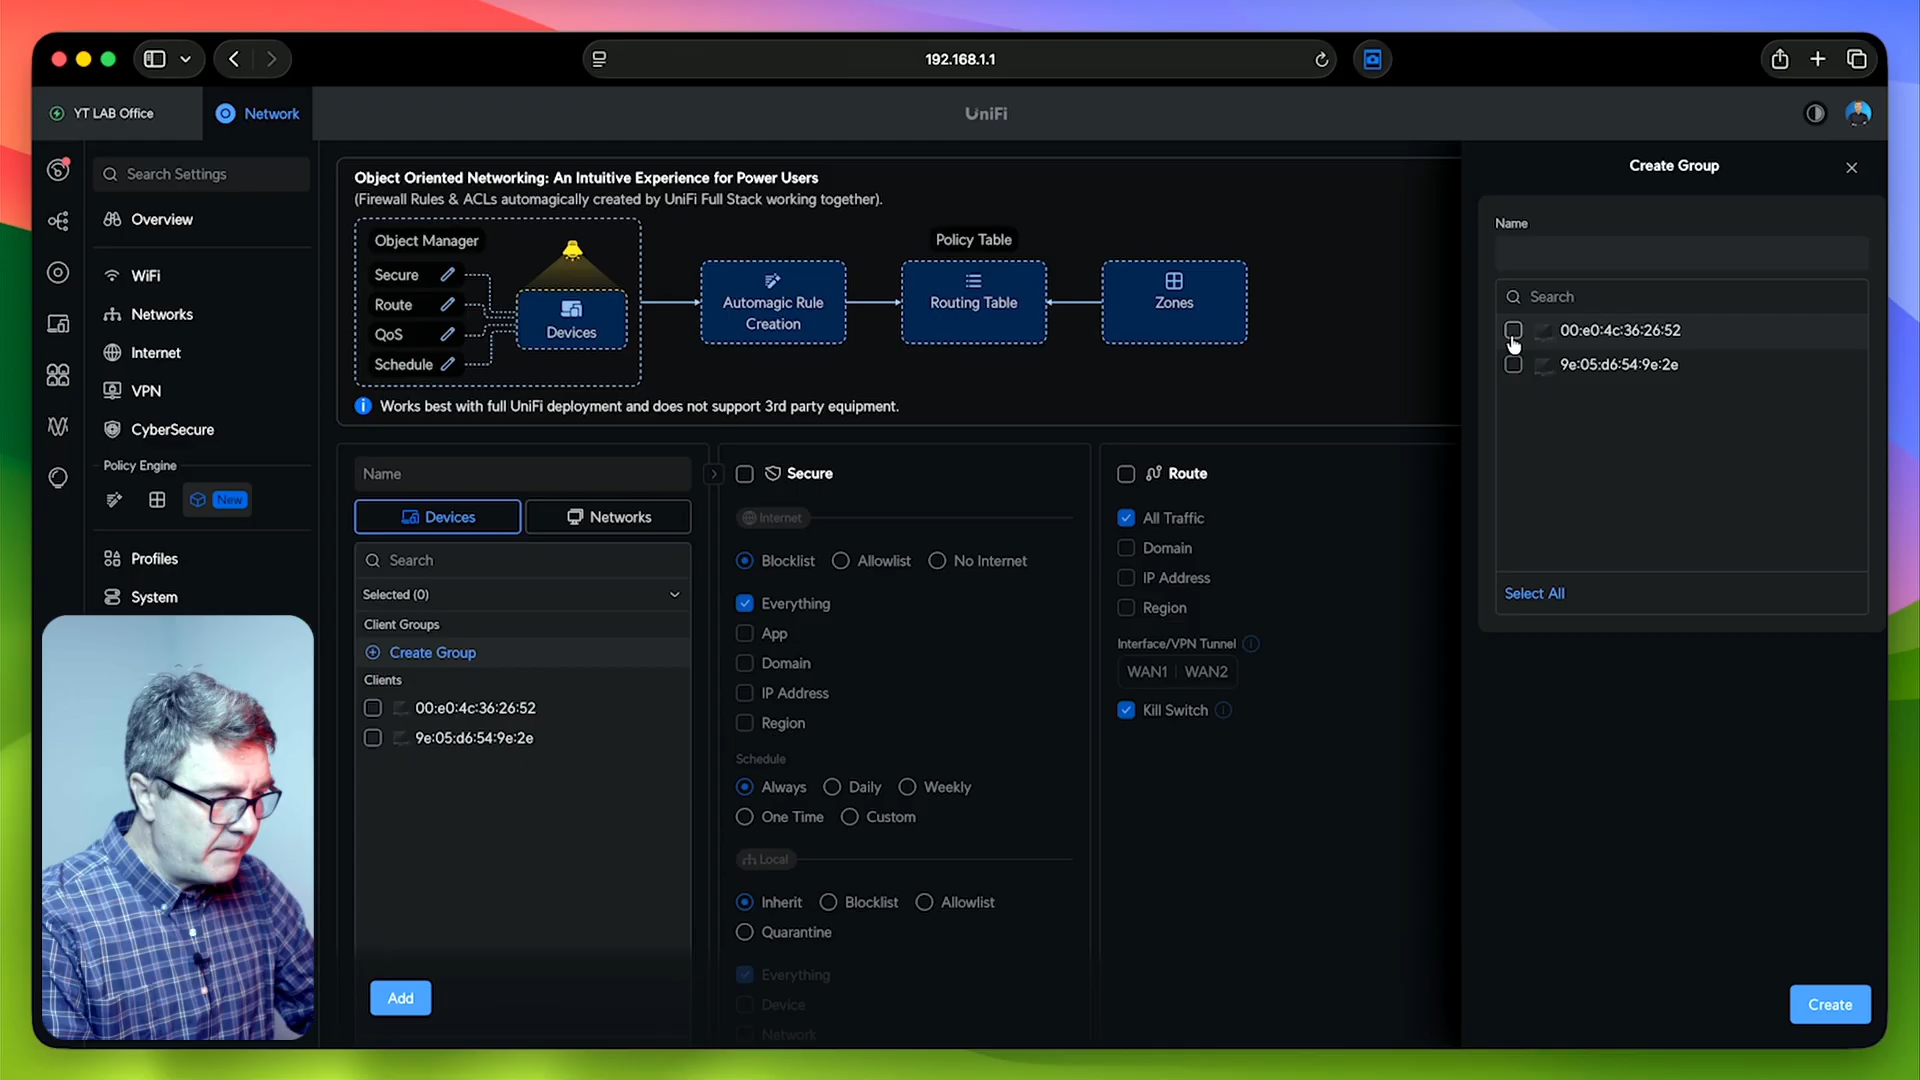 192.168.1.1
YT LAB Office
Network
UniFi
Search Settings
Overview
WiFi
Networks
Internet
VPN
CyberSecure
Policy Engine
New
Profiles
System
Object Oriented Networking: An Intuitive Experience for Power Users
(Firewall Rules & ACLs automagically created by UniFi Full Stack working together).
Object Manager
Secure
Route
QoS
Schedule
Devices
Automagic Rule
Creation
Policy Table
Routing Table
Zones
Works best with full UniFi deployment and does not support 3rd party equipment.
Name
Devices
Networks
Search
Selected (0)
Client Groups
Create Group
Clients
00:e0:4c:36:26:52
9e:05:d6:54:9e:2e
Add
Secure
Internet
Blocklist Allowlist No Internet
Everything
App
Domain
IP Address
Region
Schedule
Always Daily Weekly
One Time Custom
Local
Inherit Blocklist Allowlist
Quarantine
Everything
Device
Network
Route
All Traffic
Domain
IP Address
Region
Interface/VPN Tunnel
WAN1 WAN2
Kill Switch
Create Group
Name
Search
00:e0:4c:36:26:52
9e:05:d6:54:9e:2e
Select All
Create